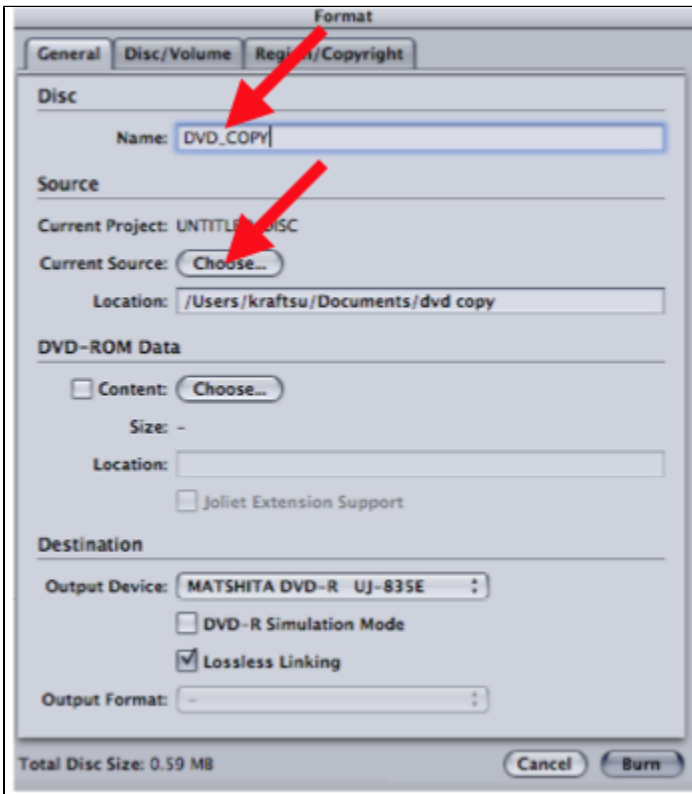 Format
General Disc/Volume Region/Copyright
Disc
Name: DVD_COPY
Source
Current Project: UNTITLED_DISC
Current Source: Choose...
Location: /Users/kraftsu/Documents/dvd copy
DVD-ROM Data
Content: Choose...
Size: -
Location:
Joliet Extension Support
Destination
Output Device: MATSHITA DVD-R UJ-835E
DVD-R Simulation Mode
Lossless Linking
Output Format: -
Total Disc Size: 0.59 MB Cancel Burn